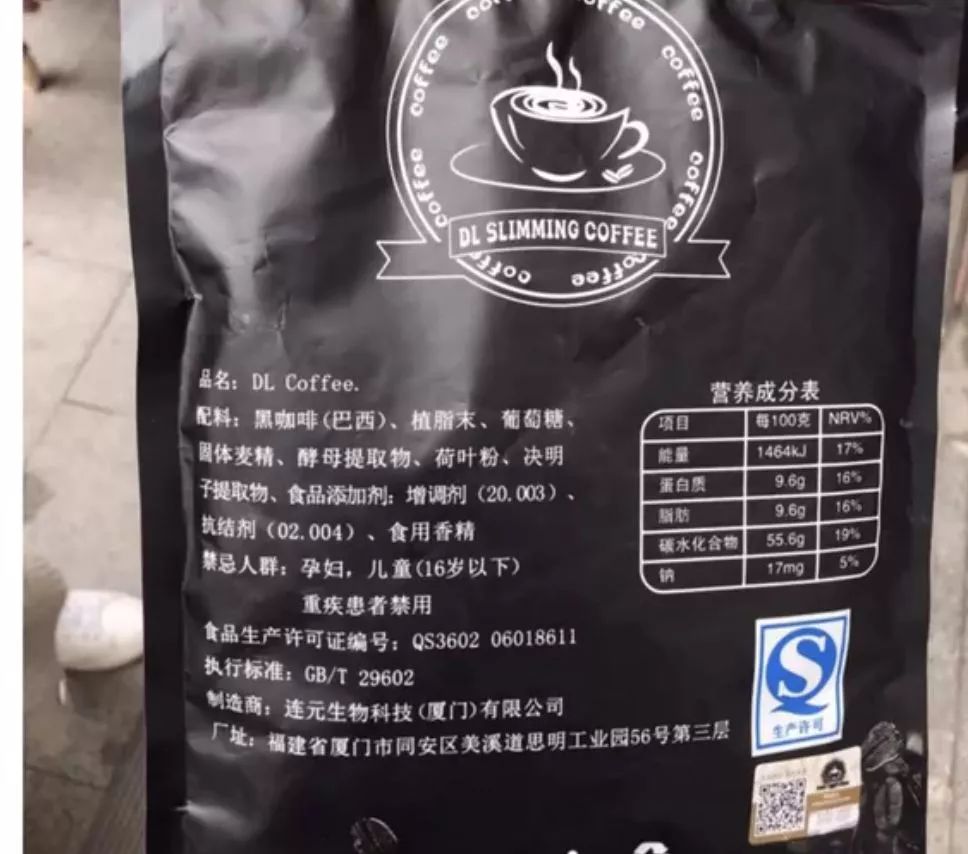 coffee coffee
coffee coffee
coffee coffee
DL SLIMMING COFFEE
coffee coffee coffee
品名：DL Coffee.
配料：黑咖啡(巴西)、植脂末、葡萄糖、
固体麦精、酵母提取物、荷叶粉、决明
子提取物、食品添加剂：增调剂（20.003）、
抗结剂（02.004）、食用香精
禁忌人群：孕妇，儿童(16岁以下)
重疾患者禁用
食品生产许可证编号：QS3602 06018611
执行标准：GB/T 29602
制造商：连元生物科技(厦门)有限公司
厂址：福建省厦门市同安区美溪道思明工业园56号第三层
营养成分表
项目 每100克 NRV%
能量 1464kJ 17%
蛋白质 9.6g 16%
脂肪 9.6g 16%
碳水化合物 55.6g 19%
钠 17mg 5%
QS
生产许可